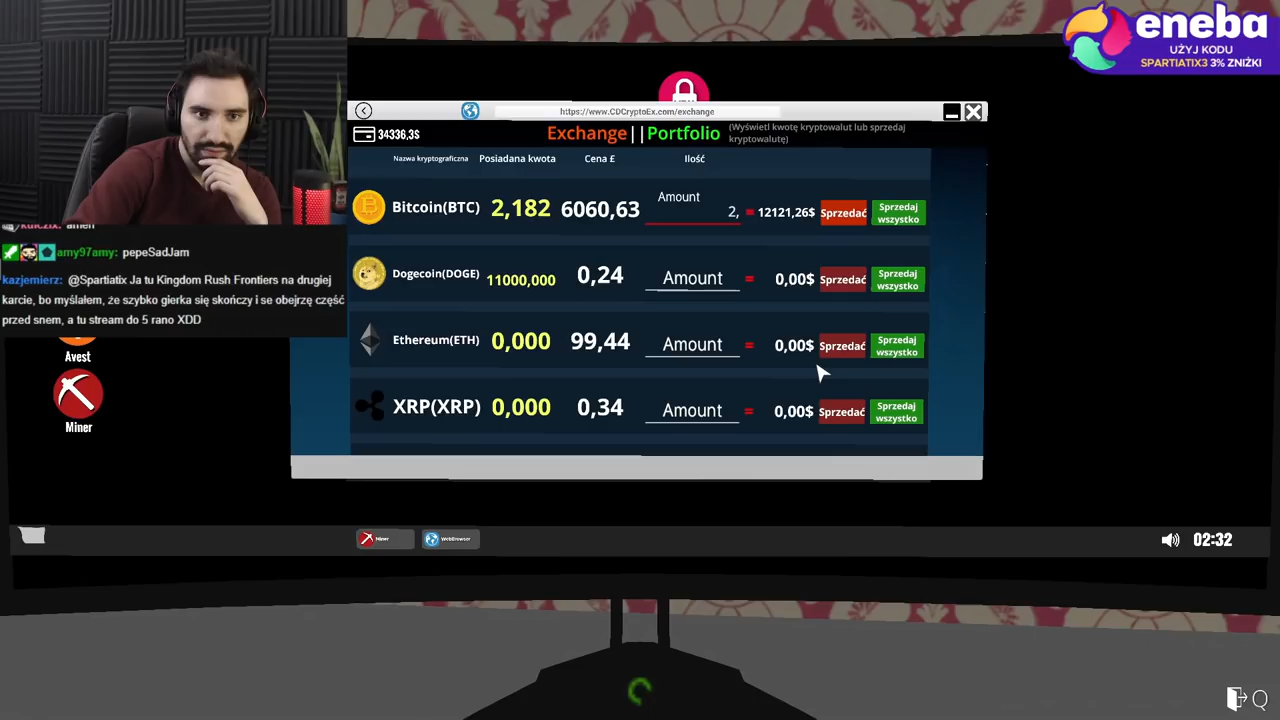 eneba
UŻYJ KODU
SPARTIATIX3 3% ZNIŻKI
https://www.CDCryptoEx.com/exchange
34336,3$
Exchange||Portfolio
(Wyświetl kwotę kryptowalut lub sprzedaj
kryptowalutę)
Nazwa kryptograficzna Posiadana kwota Cena £ Ilość
Bitcoin(BTC) 2,182 6060,63 Amount 2, = 12121,26$ Sprzedać Sprzedaj wszystko
Dogecoin(DOGE) 11000,000 0,24 Amount = 0,00$ Sprzedać Sprzedaj wszystko
Ethereum(ETH) 0,000 99,44 Amount = 0,00$ Sprzedać Sprzedaj wszystko
XRP(XRP) 0,000 0,34 Amount = 0,00$ Sprzedać Sprzedaj wszystko
amen
amy97amy: pepeSadJam
kazjemierz: @Spartiatix Ja tu Kingdom Rush Frontiers na drugiej
karcie, bo myślałem, że szybko gierka się skończy i se obejrzę część
przed snem, a tu stream do 5 rano XDD
Avest
Miner
Miner
WebBrowser
02:32
Q